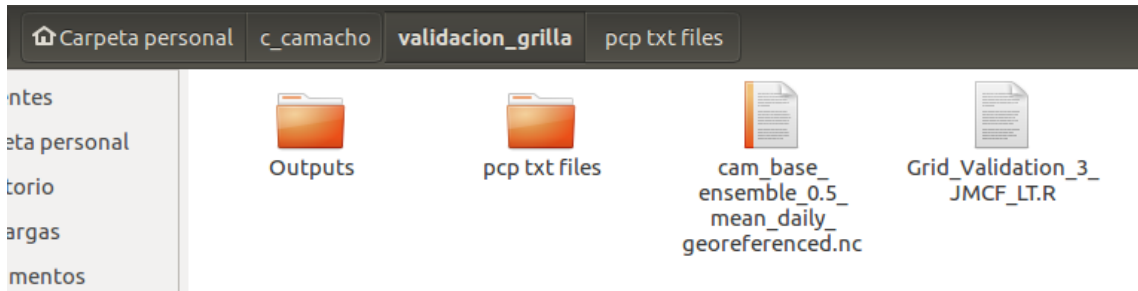 Carpeta personal c_camacho validacion_grilla pcp txt files
ntes
eta personal
torio
argas
mentos
Outputs
pcp txt files
cam_base_
ensemble_0.5_
mean_daily_
georeferenced.nc
Grid_Validation_3_
JMCF_LT.R